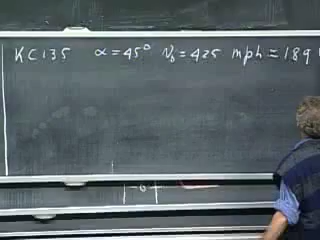 KC135 α = 45° v₀ = 425 mph = 189